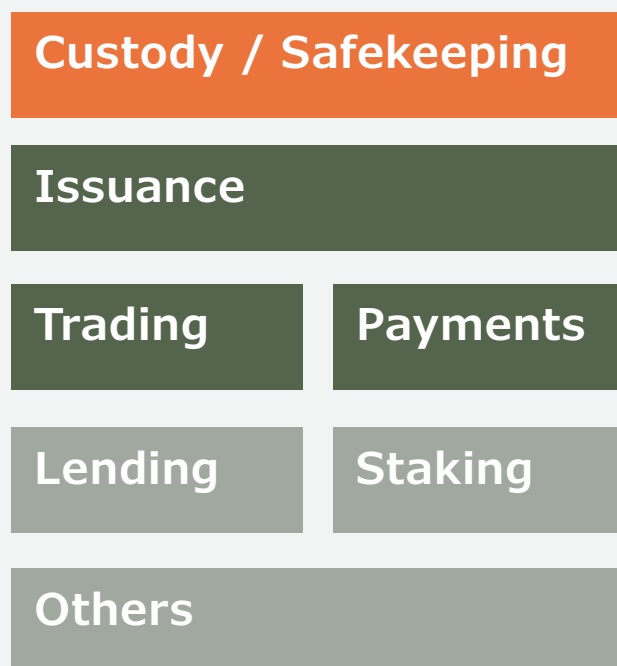 Custody / Safekeeping
Issuance
Trading
Payments
Lending
Staking
Others